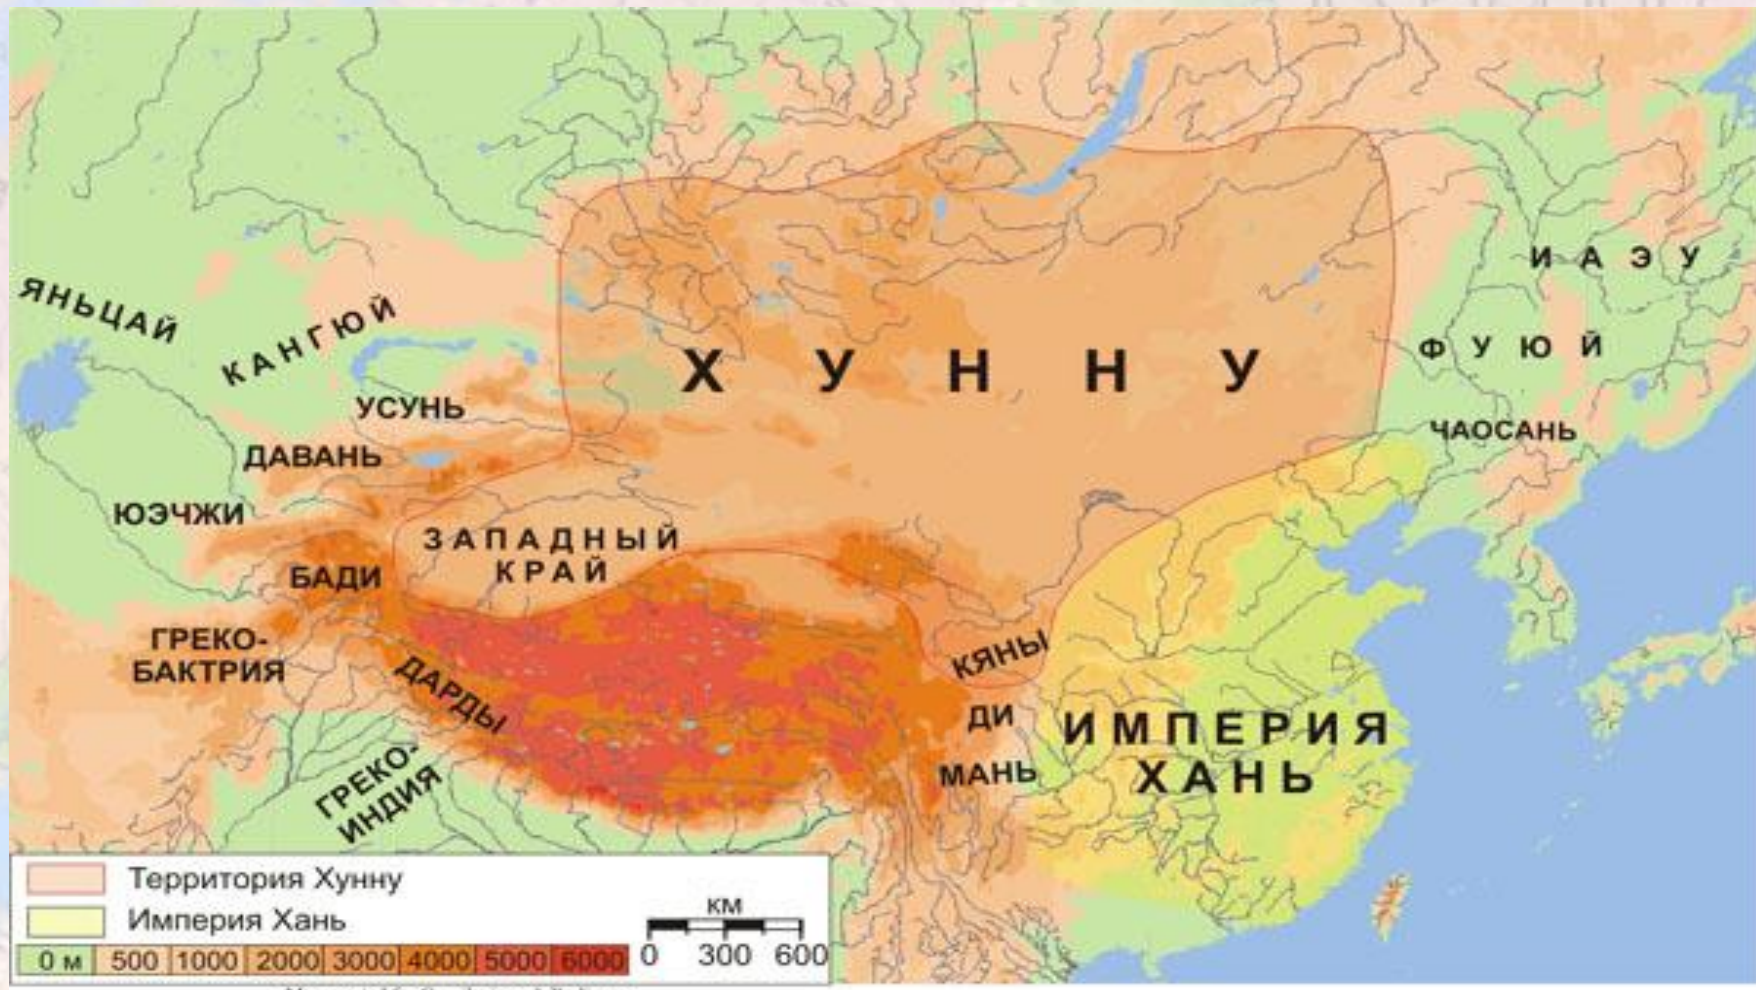 ИАЭУ
ЯНЬЦАЙ
КАНГЮЙ
ФУЮЙ
ХУННУ
УСУНЬ
ЧАОСАНЬ
ДАВАНЬ
ЮЭЧЖИ
ЗАПАДНЫЙ
КРАЙ
БАДИ
ГРЕКО-
БАКТРИЯ
КЯНЫ
ДАРДЫ
ДИ
ИМПЕРИЯ
ХАНЬ
МАНЬ
ГРЕКО-
ИНДИЯ
Территория Хунну
Империя Хань
КМ
0 300 600
0 м 500 1000 2000 3000 4000 5000 6000